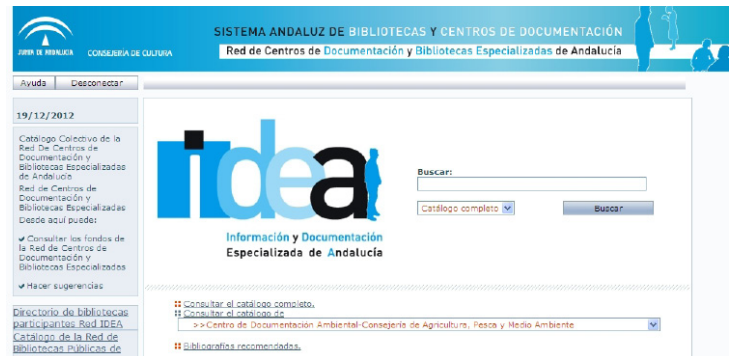 SISTEMA ANDALUZ DE BIBLIOTECAS Y CENTROS DE DOCUMENTACIÓN
Red de Centros de Documentación y Bibliotecas Especializadas de Andalucía
JUNTA DE ANDALUCIA CONSEJERÍA DE CULTURA
Ayuda Desconectar
19/12/2012
Catálogo Colectivo de la
Red De Centros de
Documentación y
Bibliotecas Especializadas
de Andalucía
Red de Centros de
Documentación y
Bibliotecas Especializadas
Desde aquí puede:
✔ Consultar los fondos de
la Red de Centros de
Documentación y
Bibliotecas Especializadas
✔ Hacer sugerencias
Directorio de bibliotecas
participantes Red IDEA
Catálogo de la Red de
Bibliotecas Públicas de
idea
Información y Documentación
Especializada de Andalucía
Buscar:
Catálogo completo Buscar
Consultar el catálogo completo.
Consultar el catálogo de
>>Centro de Documentación Ambiental-Consejería de Agricultura, Pesca y Medio Ambiente
Bibliografías recomendadas.